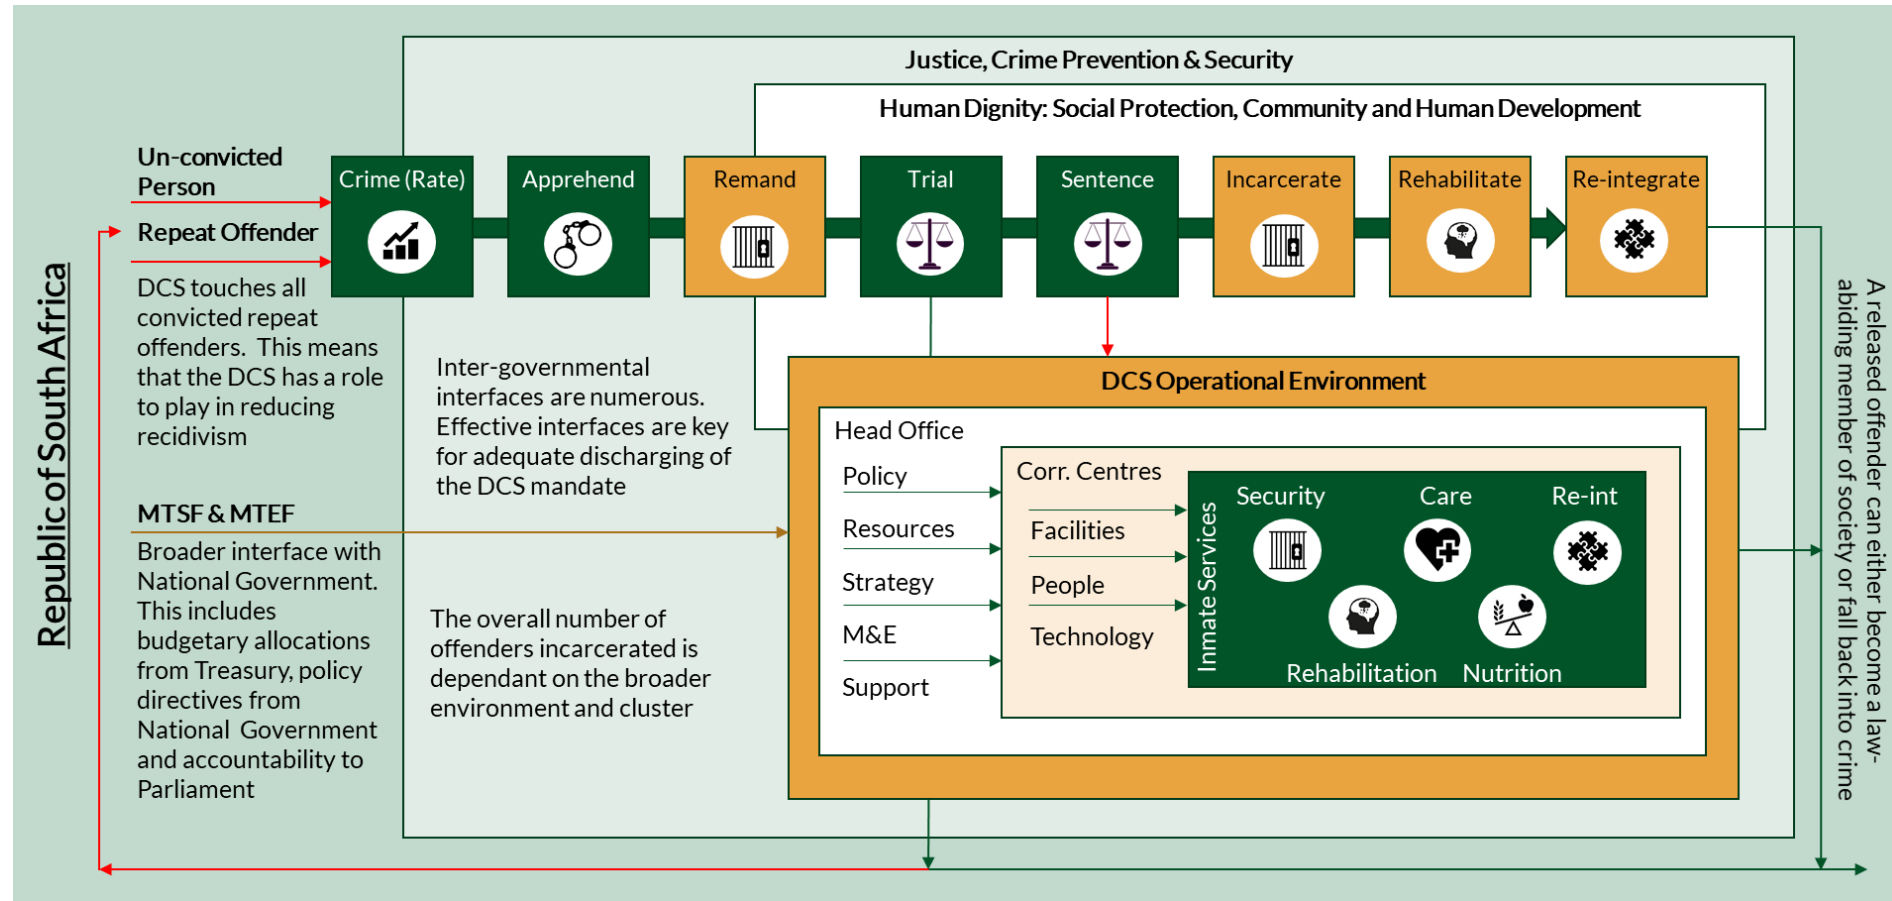 Justice, Crime Prevention & Security
Human Dignity: Social Protection, Community and Human Development
Republic of South Africa
Un-convicted
Person
Repeat Offender
DCS touches all
convicted repeat
offenders. This means
that the DCS has a role
to play in reducing
recidivism
MTSF & MTEF
Broader interface with
National Government.
This includes
budgetary allocations
from Treasury, policy
directives from
National Government
and accountability to
Parliament
Crime (Rate)
Apprehend
Remand
Trial
Sentence
Incarcerate
Rehabilitate
Re-integrate
Inter-governmental
interfaces are numerous.
Effective interfaces are key
for adequate discharging of
the DCS mandate
The overall number of
offenders incarcerated is
dependant on the broader
environment and cluster
DCS Operational Environment
Head Office
Policy
Resources
Strategy
M&E
Support
Corr. Centres
Facilities
People
Technology
Inmate Services
Security
Care
Re-int
Rehabilitation
Nutrition
A released offender can either become a law-
abiding member of society or fall back into crime